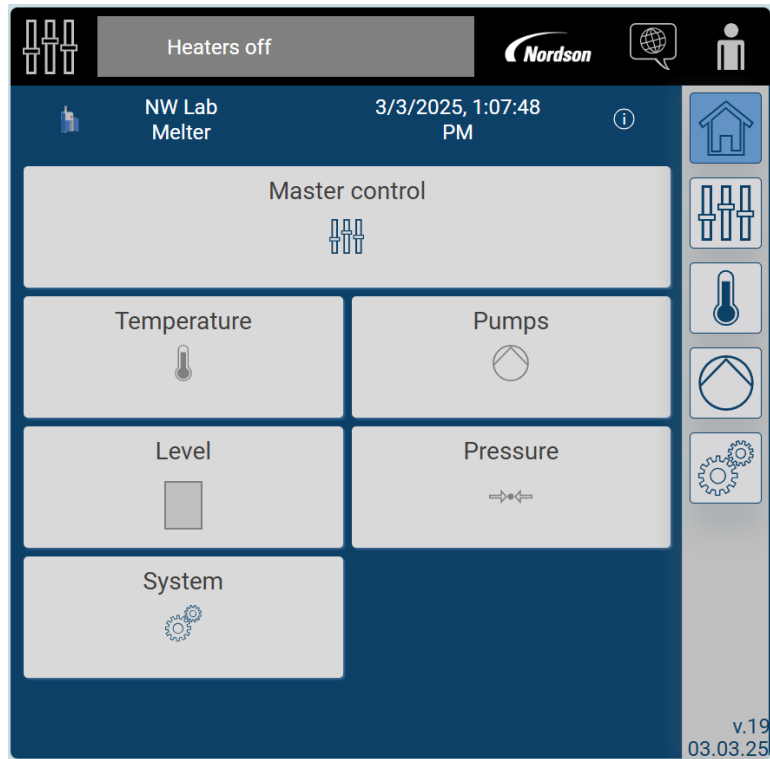 Heaters off
Nordson
NW Lab
Melter
3/3/2025, 1:07:48
PM
Master control
Temperature
Pumps
Level
Pressure
System
v.19
03.03.25